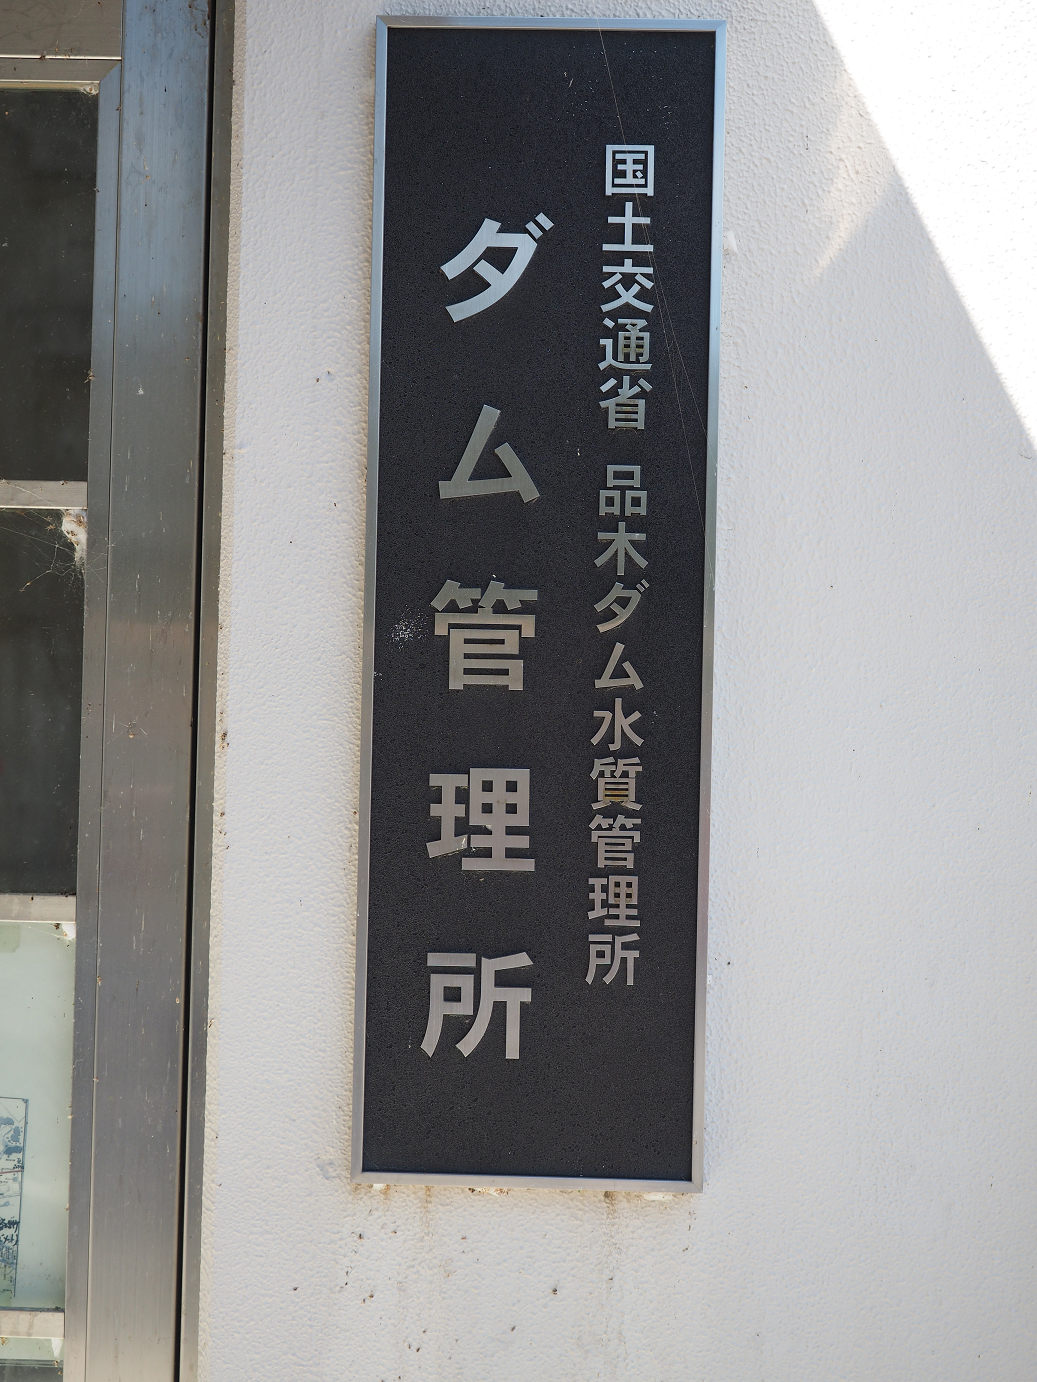 国土交通省 品木ダム水質管理所
ダム管理所